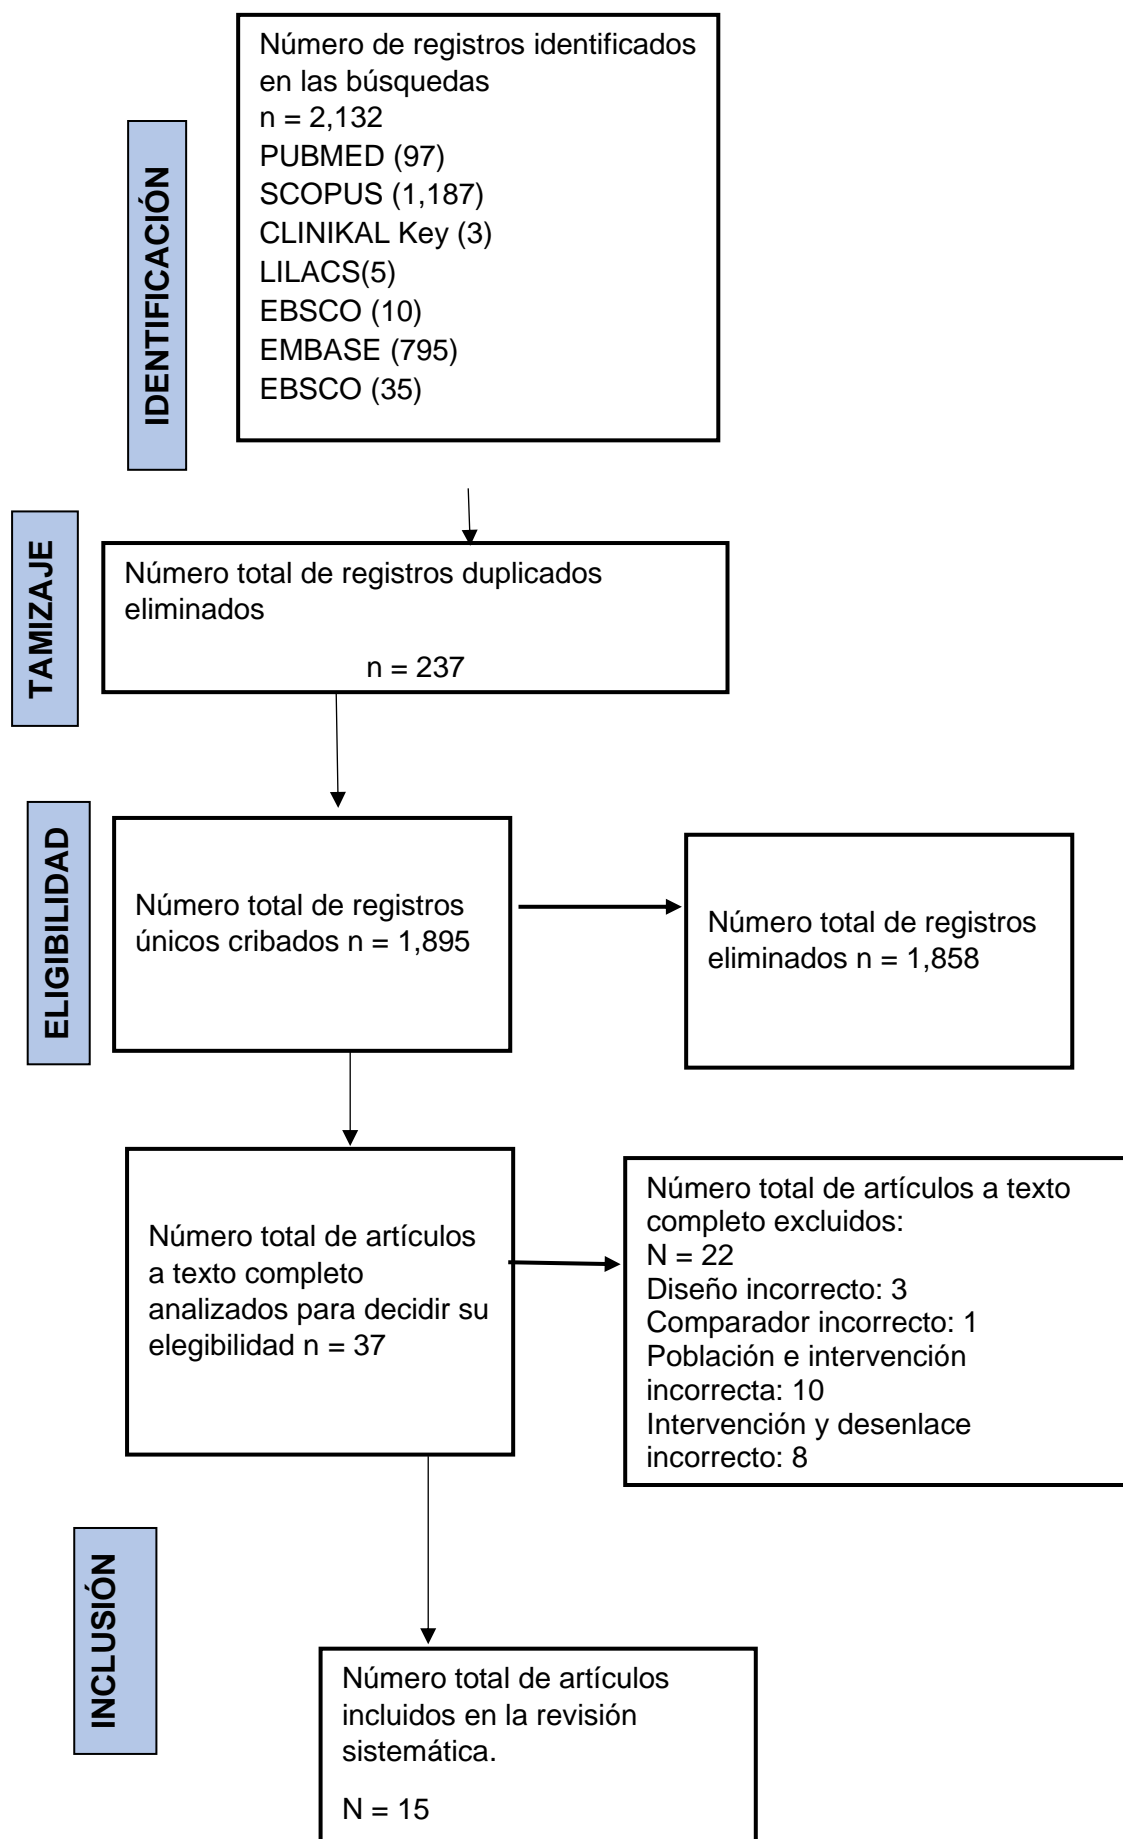 IDENTIFICACIÓN
Número de registros identificados
en las búsquedas
n = 2,132
PUBMED (97)
SCOPUS (1,187)
CLINIKAL Key (3)
LILACS(5)
EBSCO (10)
EMBASE (795)
EBSCO (35)
TAMIZAJE
Número total de registros duplicados
eliminados
n = 237
ELIGIBILIDAD
Número total de registros
únicos cribados n = 1,895
Número total de registros
eliminados n = 1,858
Número total de artículos
a texto completo
analizados para decidir su
elegibilidad n = 37
Número total de artículos a texto
completo excluidos:
N = 22
Diseño incorrecto: 3
Comparador incorrecto: 1
Población e intervención
incorrecta: 10
Intervención y desenlace
incorrecto: 8
INCLUSIÓN
Número total de artículos
incluidos en la revisión
sistemática.
N = 15